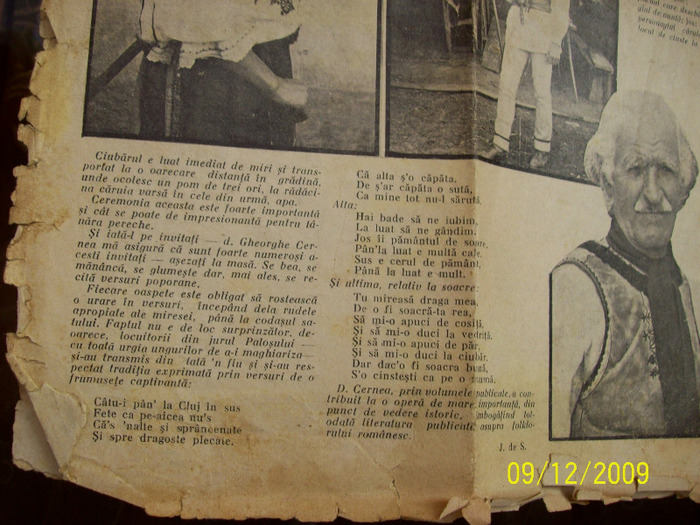 Ciubărul e luat imediat de miri și trans-
portat la o oarecare distanță în grădină,
unde ocolesc un pom de trei ori, la rădăci-
na căruia varsă în cele din urmă, apa.
Ceremonia aceasta este foarte importantă
și cât se poate de impresionantă pentru tâ-
năra pereche.
Și iată-l pe invitați — d. Gheorghe Cer-
nea mă asigură că sunt foarte numeroși a-
cesti invitați — așezați la masă. Se bea, se
mănâncă, se glumește dar, mai ales, se re-
cită versuri poporane.
Fiecare oaspete este obligat să rostească
o urare în versuri, începând dela rudele
apropiate ale miresei, până la codașul sa-
tului. Faptul nu e de loc surprinzător, de-
oarece, locuitorii din jurul Paloșului —
cu toată urgia ungurilor de a-i maghiariza—
și-au transmis din tată 'n fiu și și-au res-
pectat tradiția exprimată prin versuri de o
frumusețe captivantă:
Câtu-i pân' la Cluj în sus
Fete ca pe-aicea nu's
Că's 'nalte și sprâncenate
Și spre dragoste plecate.
Că alta ș'o căpăta.
De ș'ar căpăta o sută,
Ca mine tot nu-l sărută.
Alta:
Hai bade să ne iubim,
La luat să ne gândim.
Jos îi pământul de soare,
Pân'la luat e multă cale.
Sus e cerul de pământ,
Până la luat e mult.
Și ultima, relativ la soacre:
Tu mireasă draga mea,
De o fi soacră-ta rea,
Să mi-o apuci de cosiță,
Și să mi-o duci la vedriță.
Și să mi-o apuci de păr,
Și să mi-o duci la ciubăr.
Dar dac'o fi soacra bună,
S'o cinstești ca pe o mumă.
D. Cernea, prin volumele publicate, a con-
tribuit la o operă de mare importanță, din
punct de vedere istoric, îmbogățind tot-
odată literatura publicată asupra folklo-
rului românesc.
J. de S.
locul de cinste la
09/12/2009